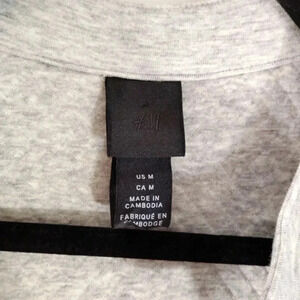 H&M
US M
CA M
MADE IN
CAMBODIA
FABRIQUÉ EN
CAMBODGE